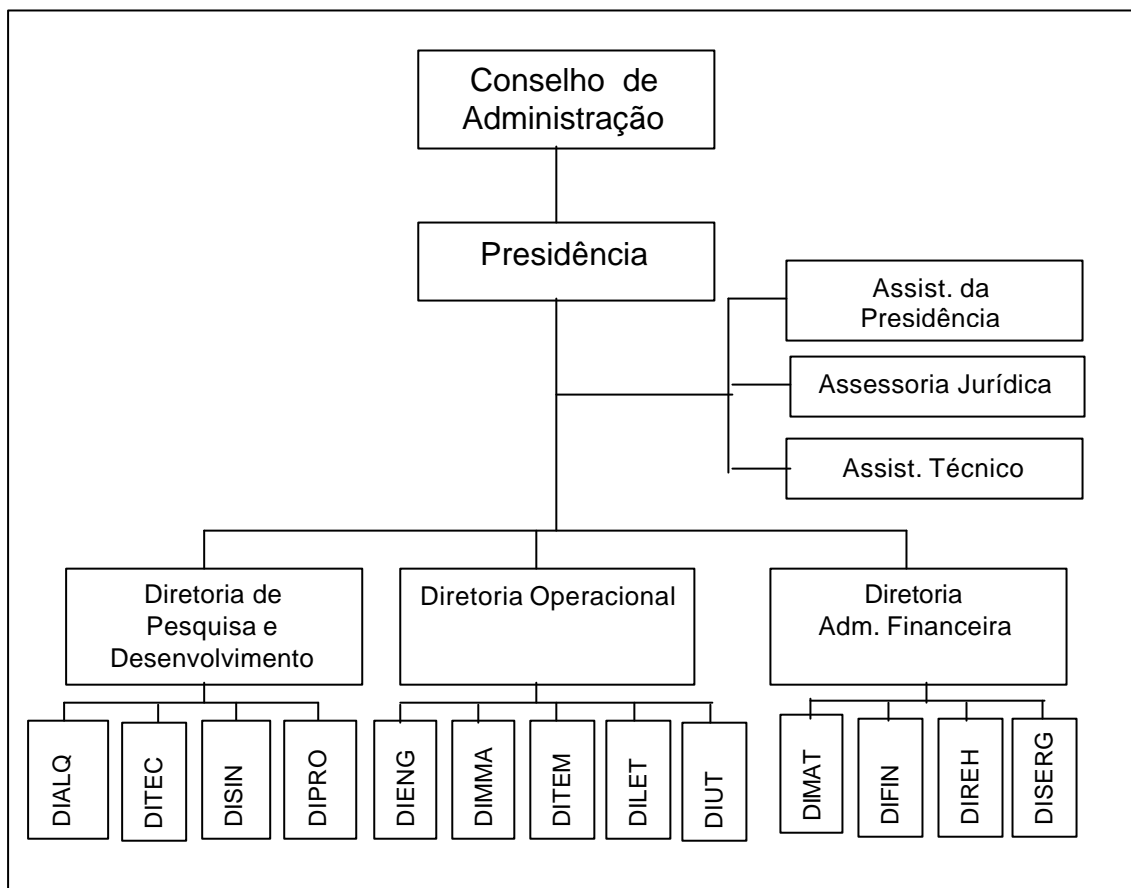 Conselho de
Administração
Presidência
Assist. da
Presidência
Assessoria Jurídica
Assist. Técnico
Diretoria de
Pesquisa e
Desenvolvimento
Diretoria Operacional
Diretoria
Adm. Financeira
DIALQ
DITEC
DISIN
DIPRO
DIENG
DIMMA
DITEM
DILET
DIUT
DIMAT
DIFIN
DIREH
DISERG